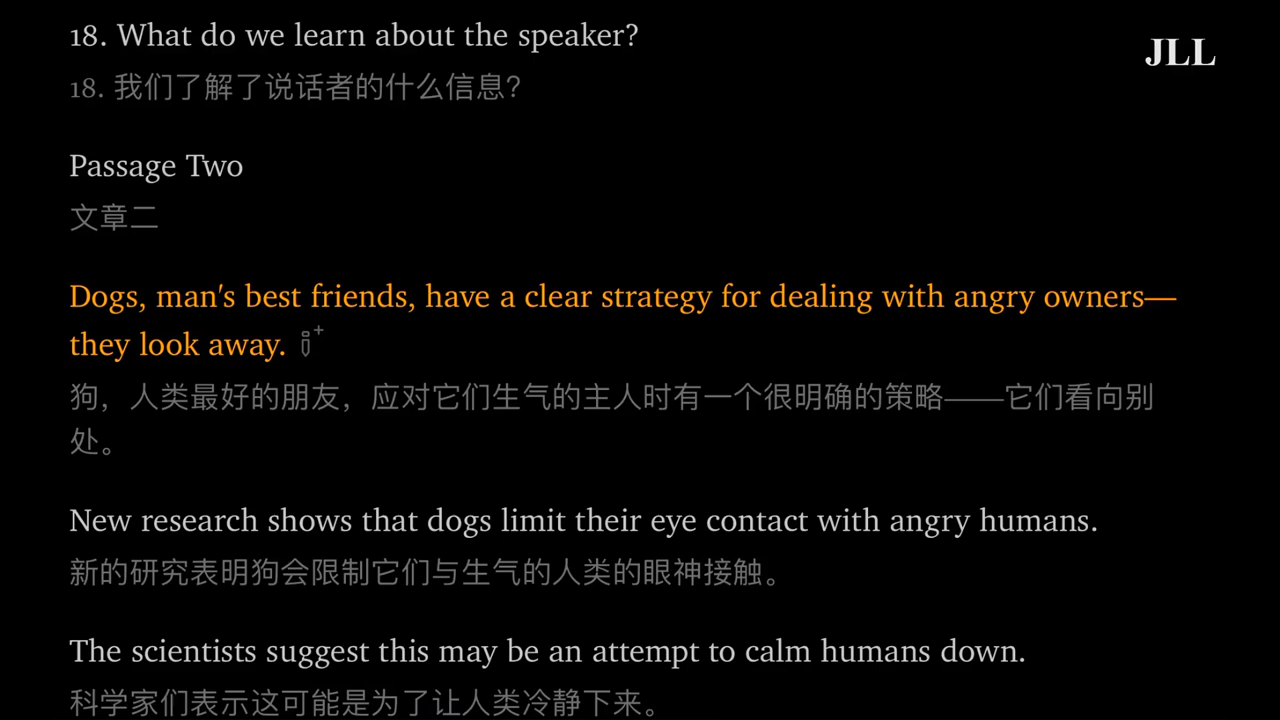 18. What do we learn about the speaker?
JLL
18. 我们了解了说话者的什么信息?
Passage Two
文章二
Dogs, man's best friends, have a clear strategy for dealing with angry owners—
they look away.
狗，人类最好的朋友，应对它们生气的主人时有一个很明确的策略——它们看向别
处。
New research shows that dogs limit their eye contact with angry humans.
新的研究表明狗会限制它们与生气的人类的眼神接触。
The scientists suggest this may be an attempt to calm humans down.
科学家们表示这可能是为了让人类冷静下来。